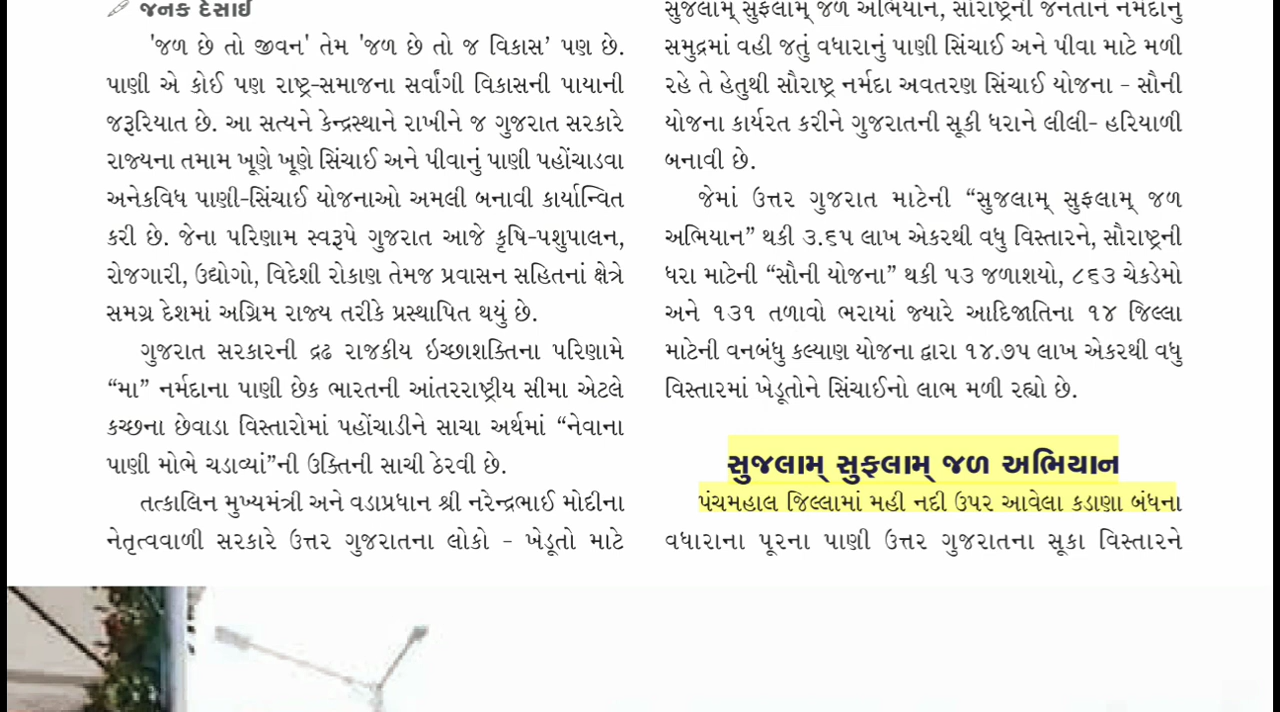 જનક દેસાઈ
'જળ છે તો જીવન' તેમ 'જળ છે તો જ વિકાસ’ પણ છે.
પાણી એ કોઈ પણ રાષ્ટ્ર-સમાજના સર્વાંગી વિકાસની પાયાની
જરૂરિયાત છે. આ સત્યને કેન્દ્રસ્થાને રાખીને જ ગુજરાત સરકારે
રાજ્યના તમામ ખૂણે ખૂણે સિંચાઈ અને પીવાનું પાણી પહોંચાડવા
અનેકવિધ પાણી-સિંચાઈ યોજનાઓ અમલી બનાવી કાર્યાન્વિત
કરી છે. જેના પરિણામ સ્વરૂપે ગુજરાત આજે કૃષિ-પશુપાલન,
રોજગારી, ઉદ્યોગો, વિદેશી રોકાણ તેમજ પ્રવાસન સહિતનાં ક્ષેત્રે
સમગ્ર દેશમાં અગ્રિમ રાજ્ય તરીકે પ્રસ્થાપિત થયું છે.
ગુજરાત સરકારની દ્રઢ રાજકીય ઇચ્છાશક્તિના પરિણામે
“મા” નર્મદાના પાણી છેક ભારતની આંતરરાષ્ટ્રીય સીમા એટલે
કચ્છના છેવાડા વિસ્તારોમાં પહોંચાડીને સાચા અર્થમાં “નેવાના
પાણી મોભે ચડાવ્યાં”ની ઉક્તિની સાચી ઠેરવી છે.
તત્કાલિન મુખ્યમંત્રી અને વડાપ્રધાન શ્રી નરેન્દ્રભાઈ મોદીના
નેતૃત્વવાળી સરકારે ઉત્તર ગુજરાતના લોકો - ખેડૂતો માટે
સુજલામ્ સુફલામ્ જળ અભિયાન, સૌરાષ્ટ્રની જનતાને નર્મદાનું
સમુદ્રમાં વહી જતું વધારાનું પાણી સિંચાઈ અને પીવા માટે મળી
રહે તે હેતુથી સૌરાષ્ટ્ર નર્મદા અવતરણ સિંચાઈ યોજના - સૌની
યોજના કાર્યરત કરીને ગુજરાતની સૂકી ધરાને લીલી- હરિયાળી
બનાવી છે.
જેમાં ઉત્તર ગુજરાત માટેની “સુજલામ્ સુફલામ્ જળ
અભિયાન” થકી ૩.૬૫ લાખ એકરથી વધુ વિસ્તારને, સૌરાષ્ટ્રની
ધરા માટેની “સૌની યોજના” થકી ૫૩ જળાશયો, ૮૬૩ ચેકડેમો
અને ૧૩૧ તળાવો ભરાયાં જ્યારે આદિજાતિના ૧૪ જિલ્લા
માટેની વનબંધુ કલ્યાણ યોજના દ્વારા ૧૪.૭૫ લાખ એકરથી વધુ
વિસ્તારમાં ખેડૂતોને સિંચાઈનો લાભ મળી રહ્યો છે.
સુજલામ્ સુફલામ્ જળ અભિયાન
પંચમહાલ જિલ્લામાં મહી નદી ઉપર આવેલા કડાણા બંધના
વધારાના પૂરના પાણી ઉત્તર ગુજરાતના સૂકા વિસ્તારને